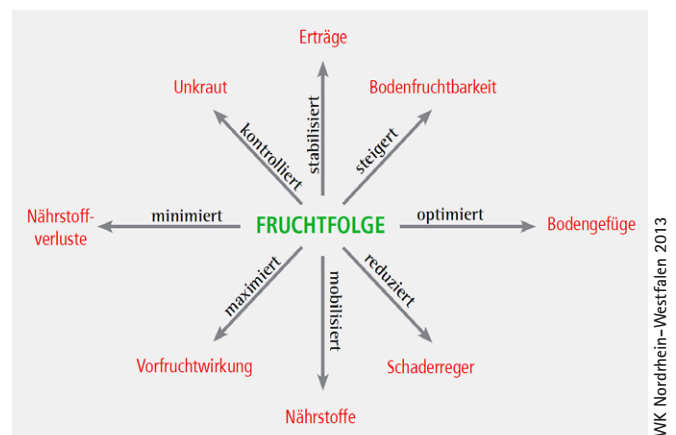 Erträge
Unkraut
Bodenfruchtbarkeit
kontrolliert
stabilisiert
steigert
Nährstoff-
verluste
minimiert
FRUCHTFOLGE
optimiert
Bodengefüge
maximiert
mobilisiert
reduziert
Vorfruchtwirkung
Schaderreger
Nährstoffe
WK Nordrhein-Westfalen 2013